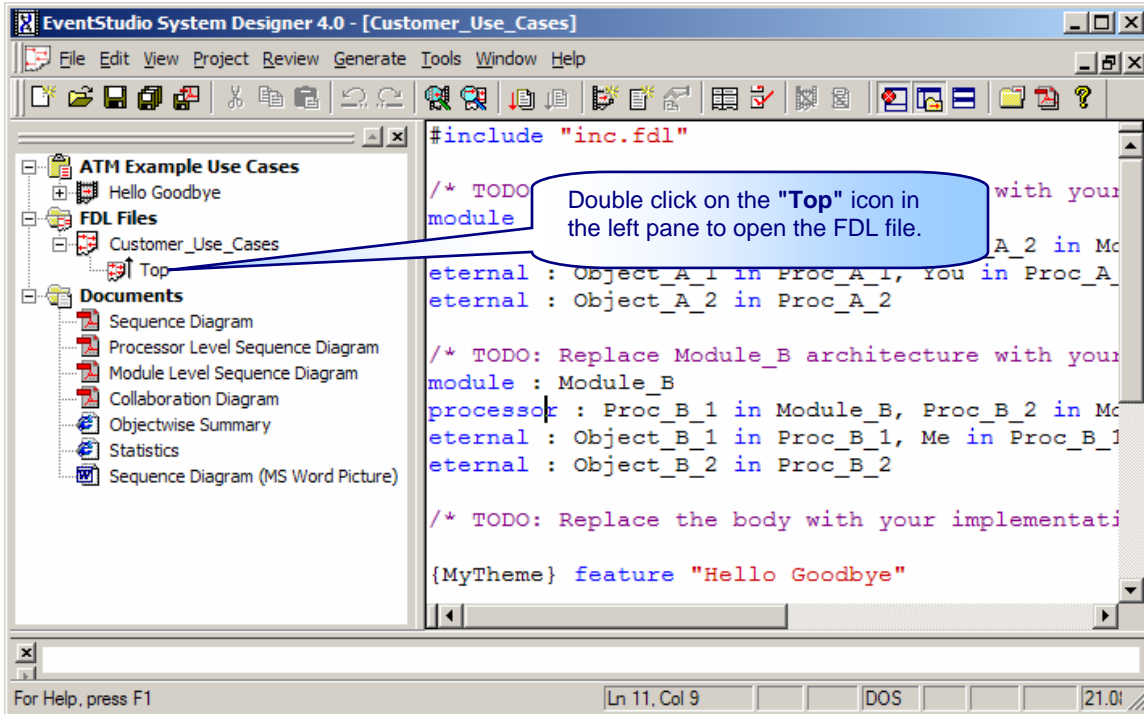 EventStudio System Designer 4.0 - [Customer_Use_Cases]
File Edit View Project Review Generate Tools Window Help
ATM Example Use Cases
Hello Goodbye
FDL Files
Customer_Use_Cases
Top
Documents
Sequence Diagram
Processor Level Sequence Diagram
Module Level Sequence Diagram
Collaboration Diagram
Objectwise Summary
Statistics
Sequence Diagram (MS Word Picture)
#include "inc.fdl"
/* TODO: with your
module
A_2 in Mo
eternal : Object_A_1 in Proc_A_1, You in Proc_A_
eternal : Object_A_2 in Proc_A_2
/* TODO: Replace Module_B architecture with your
module : Module_B
processor : Proc_B_1 in Module_B, Proc_B_2 in Mo
eternal : Object_B_1 in Proc_B_1, Me in Proc_B_1
eternal : Object_B_2 in Proc_B_2
/* TODO: Replace the body with your implementati
{MyTheme} feature "Hello Goodbye"
Double click on the "Top" icon in
the left pane to open the FDL file.
For Help, press F1
Ln 11, Col 9
DOS
21.0